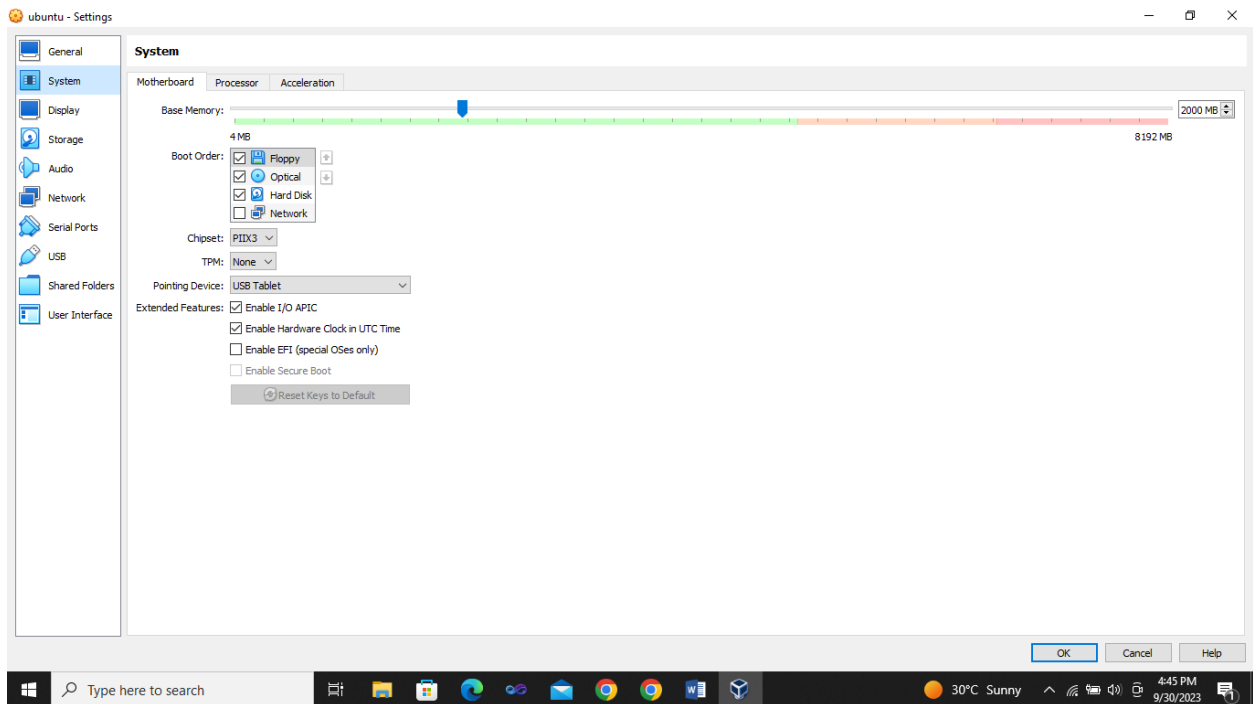 ubuntu - Settings
General
System
Display
Storage
Audio
Network
Serial Ports
USB
Shared Folders
User Interface
System
Motherboard Processor Acceleration
Base Memory: 2000 MB
4 MB 8192 MB
Boot Order: Floppy
Optical
Hard Disk
Network
Chipset: PIIX3
TPM: None
Pointing Device: USB Tablet
Extended Features: Enable I/O APIC
Enable Hardware Clock in UTC Time
Enable EFI (special OSes only)
Enable Secure Boot
Reset Keys to Default
OK Cancel Help
Type here to search
30°C Sunny
4:45 PM
9/30/2023
1